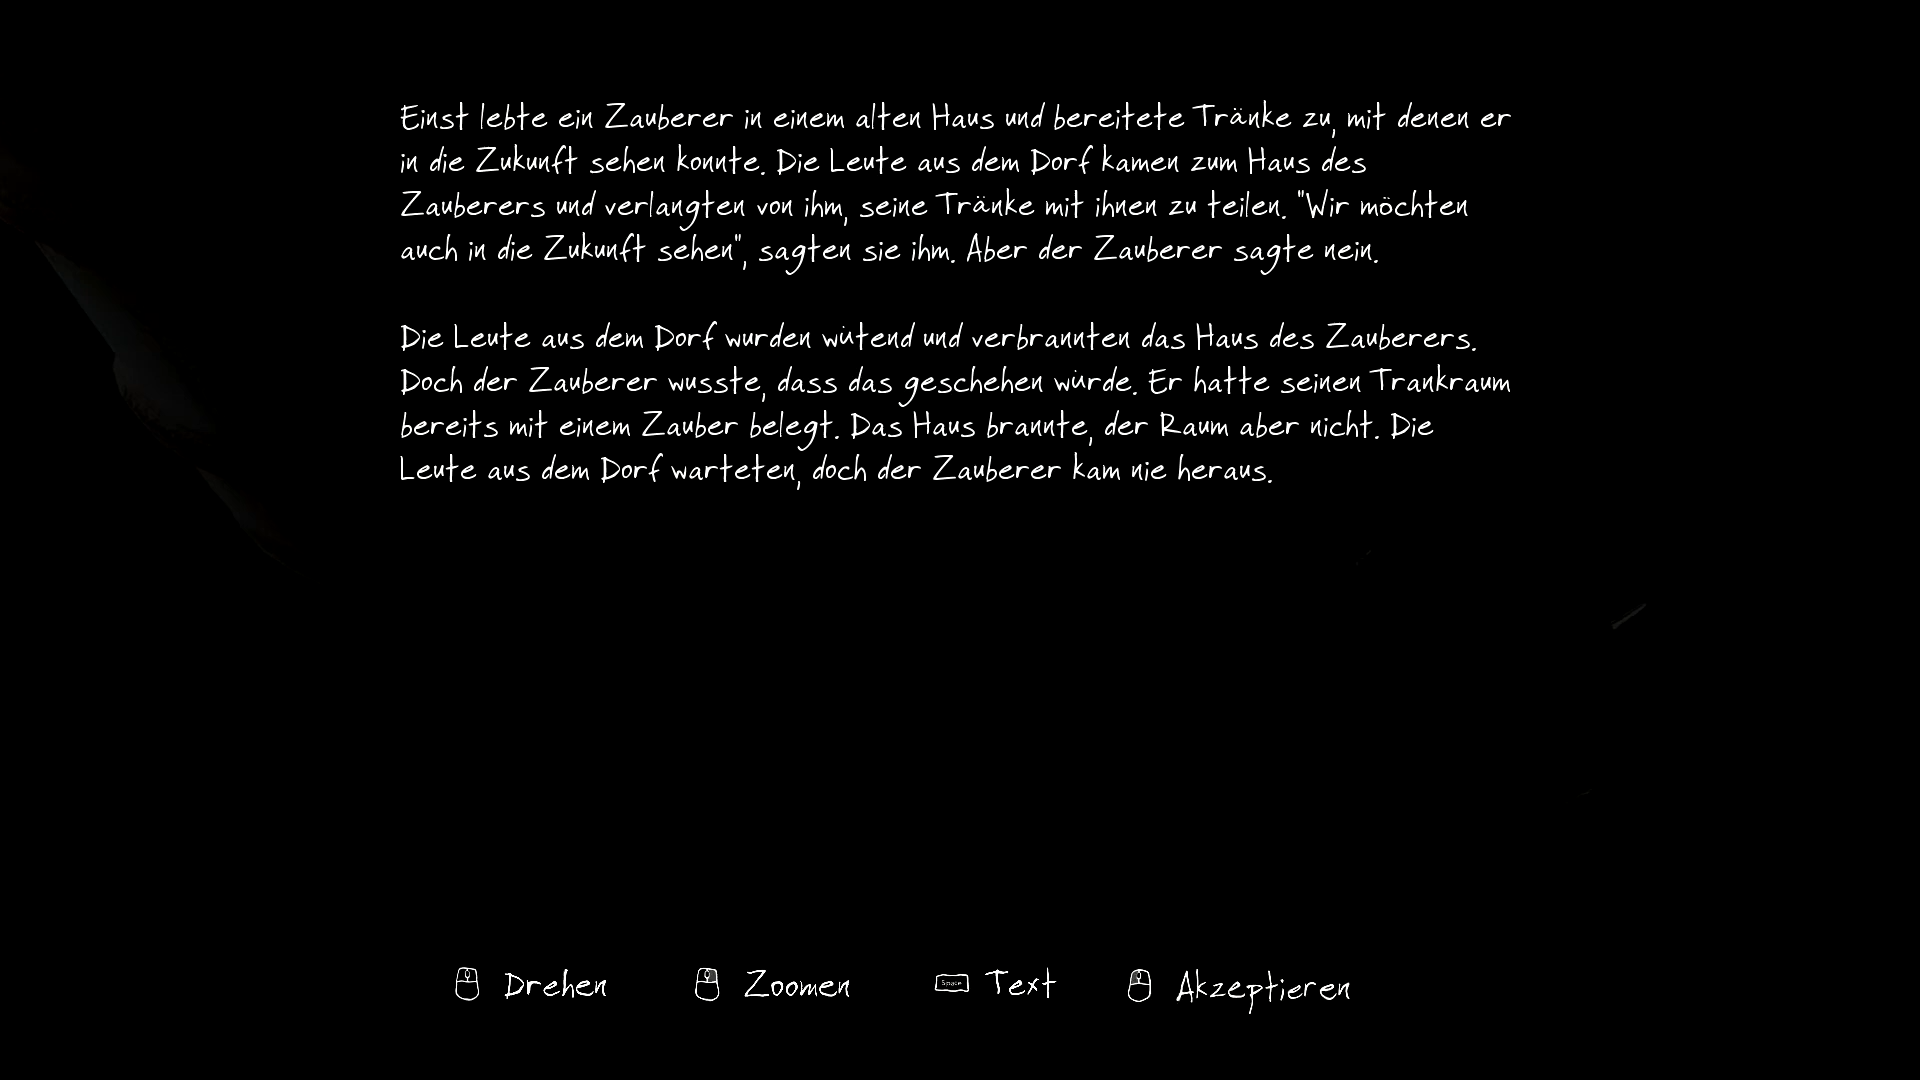 Einst lebte ein Zauberer in einem alten Haus und bereitete Tränke zu, mit denen er
in die Zukunft sehen konnte. Die Leute aus dem Dorf kamen zum Haus des
Zauberers und verlangten von ihm, seine Tränke mit ihnen zu teilen. "Wir möchten
auch in die Zukunft sehen", sagten sie ihm. Aber der Zauberer sagte nein.
Die Leute aus dem Dorf wurden wütend und verbrannten das Haus des Zauberers.
Doch der Zauberer wusste, dass das geschehen würde. Er hatte seinen Trankraum
bereits mit einem Zauber belegt. Das Haus brannte, der Raum aber nicht. Die
Leute aus dem Dorf warteten, doch der Zauberer kam nie heraus.
Drehen Zoomen Space Text Akzeptieren